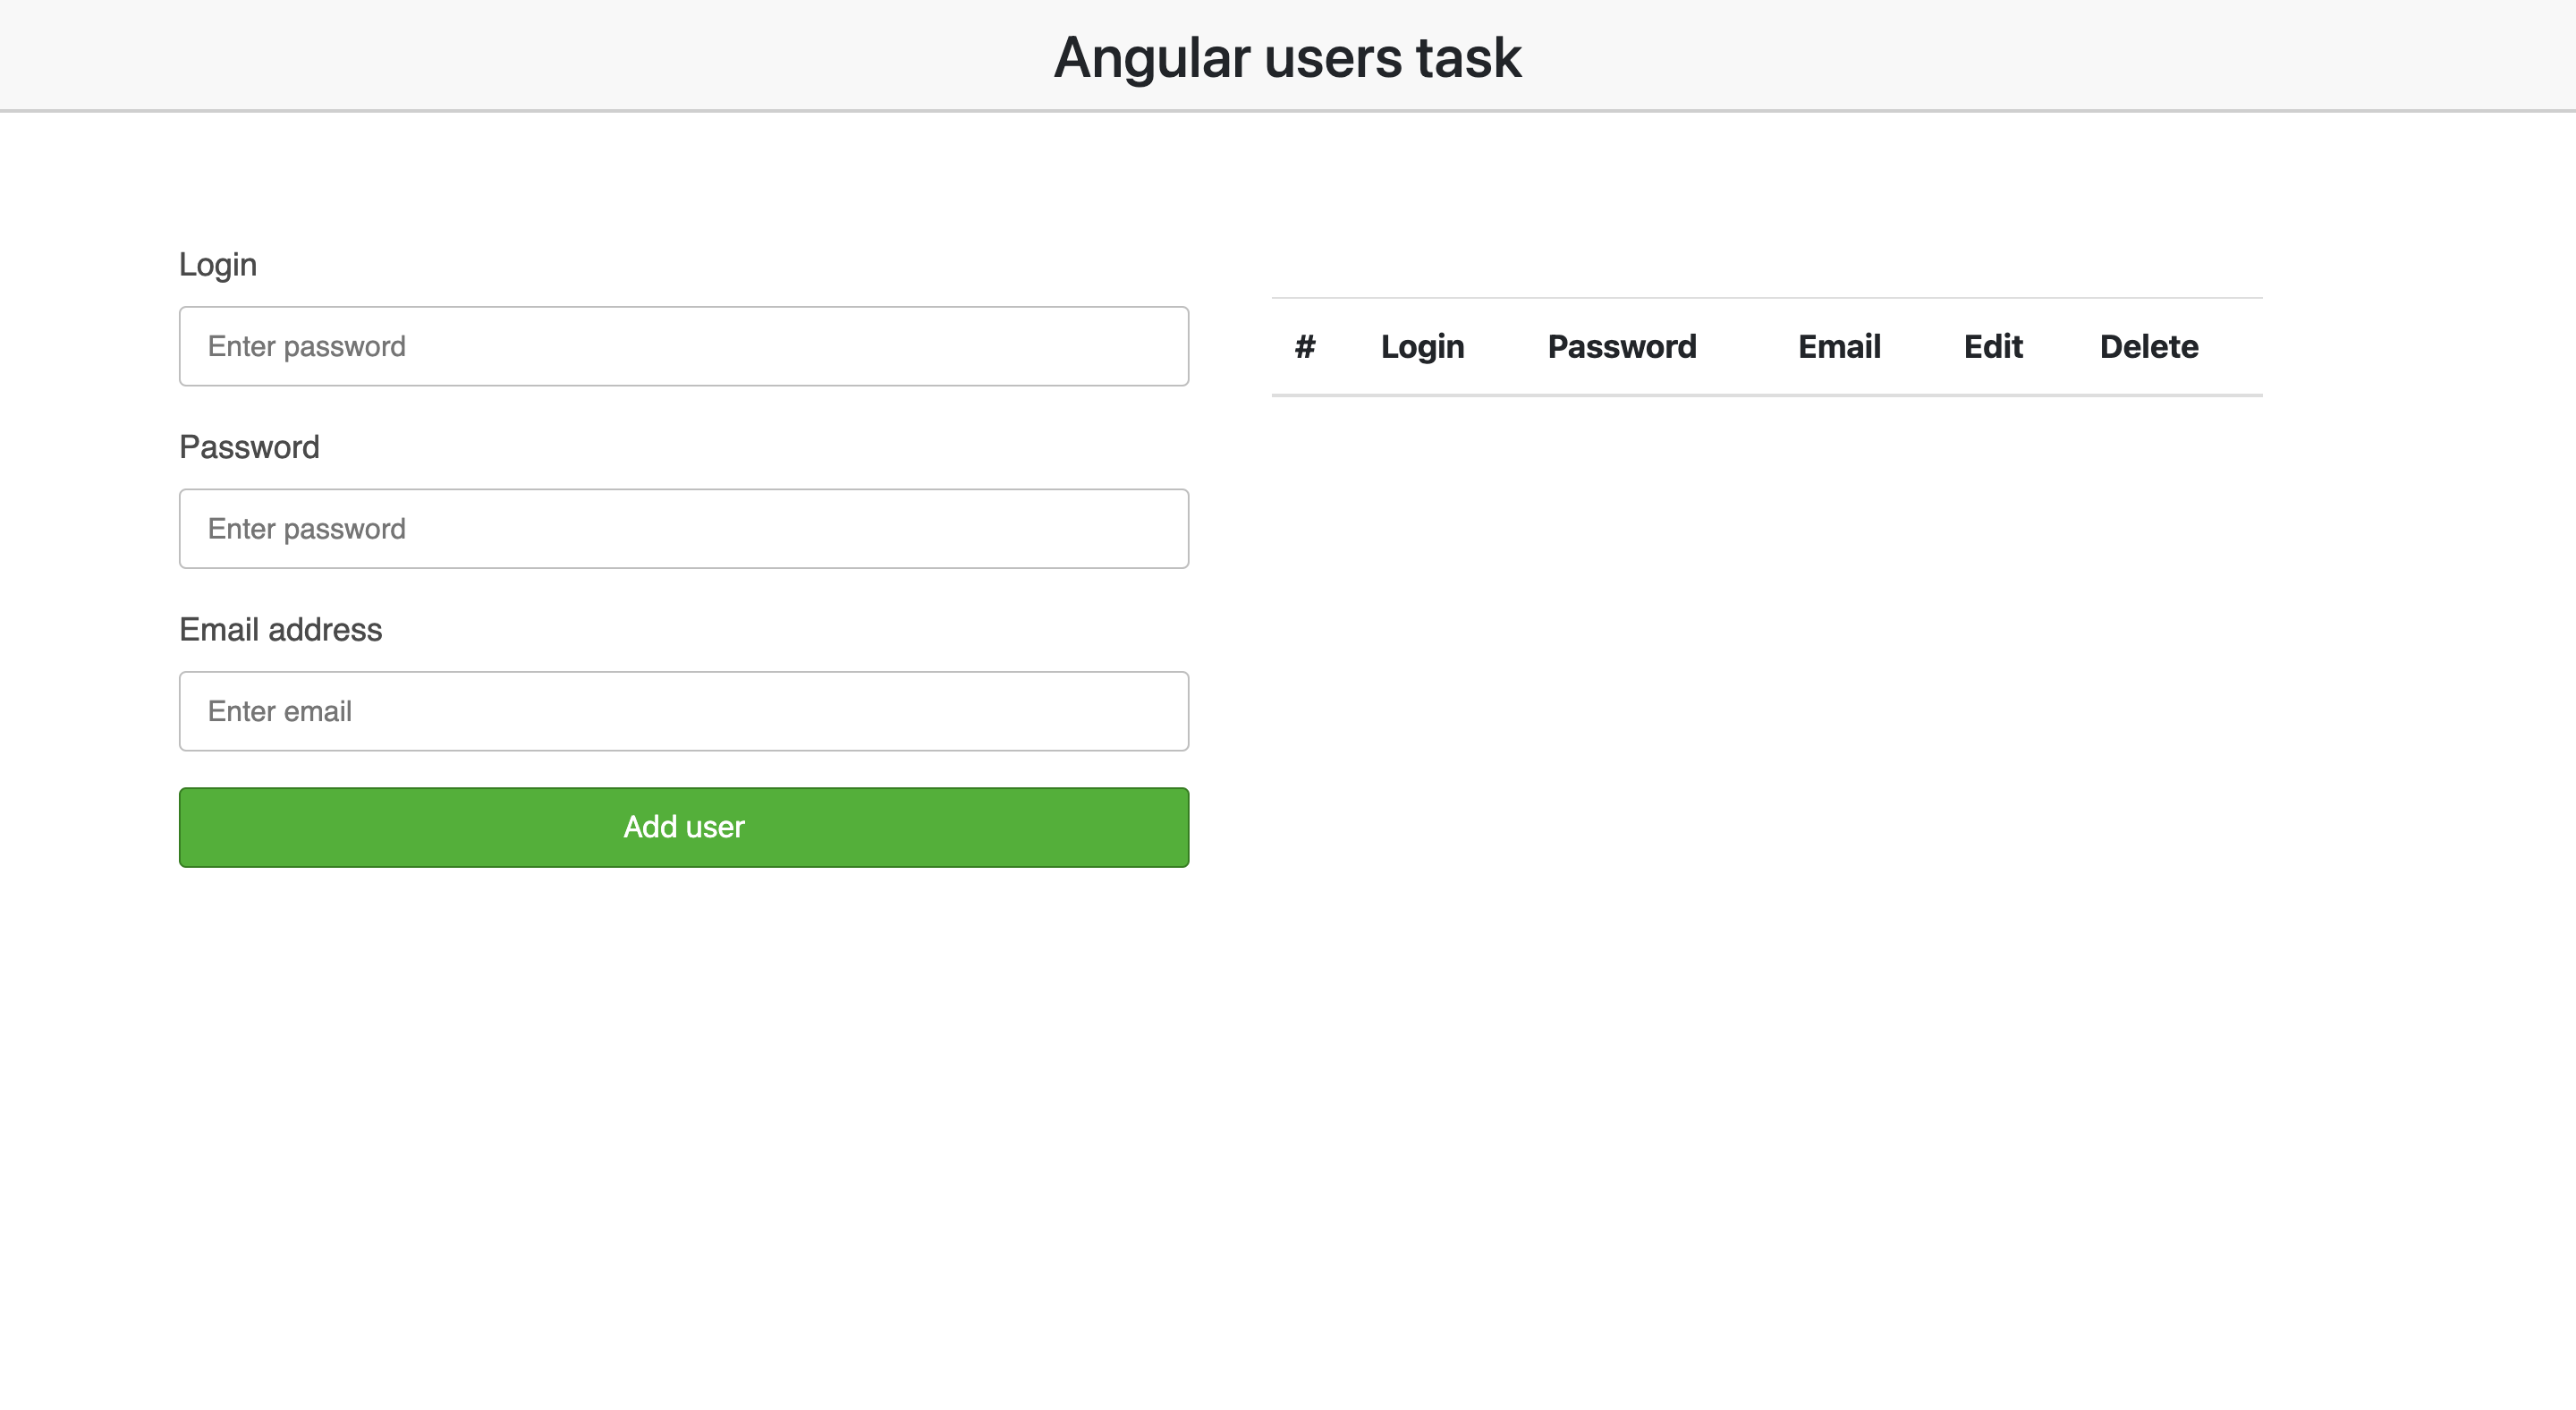 Angular users task
Login
Enter password
Password
Enter password
Email address
Enter email
Add user
# Login Password Email Edit Delete